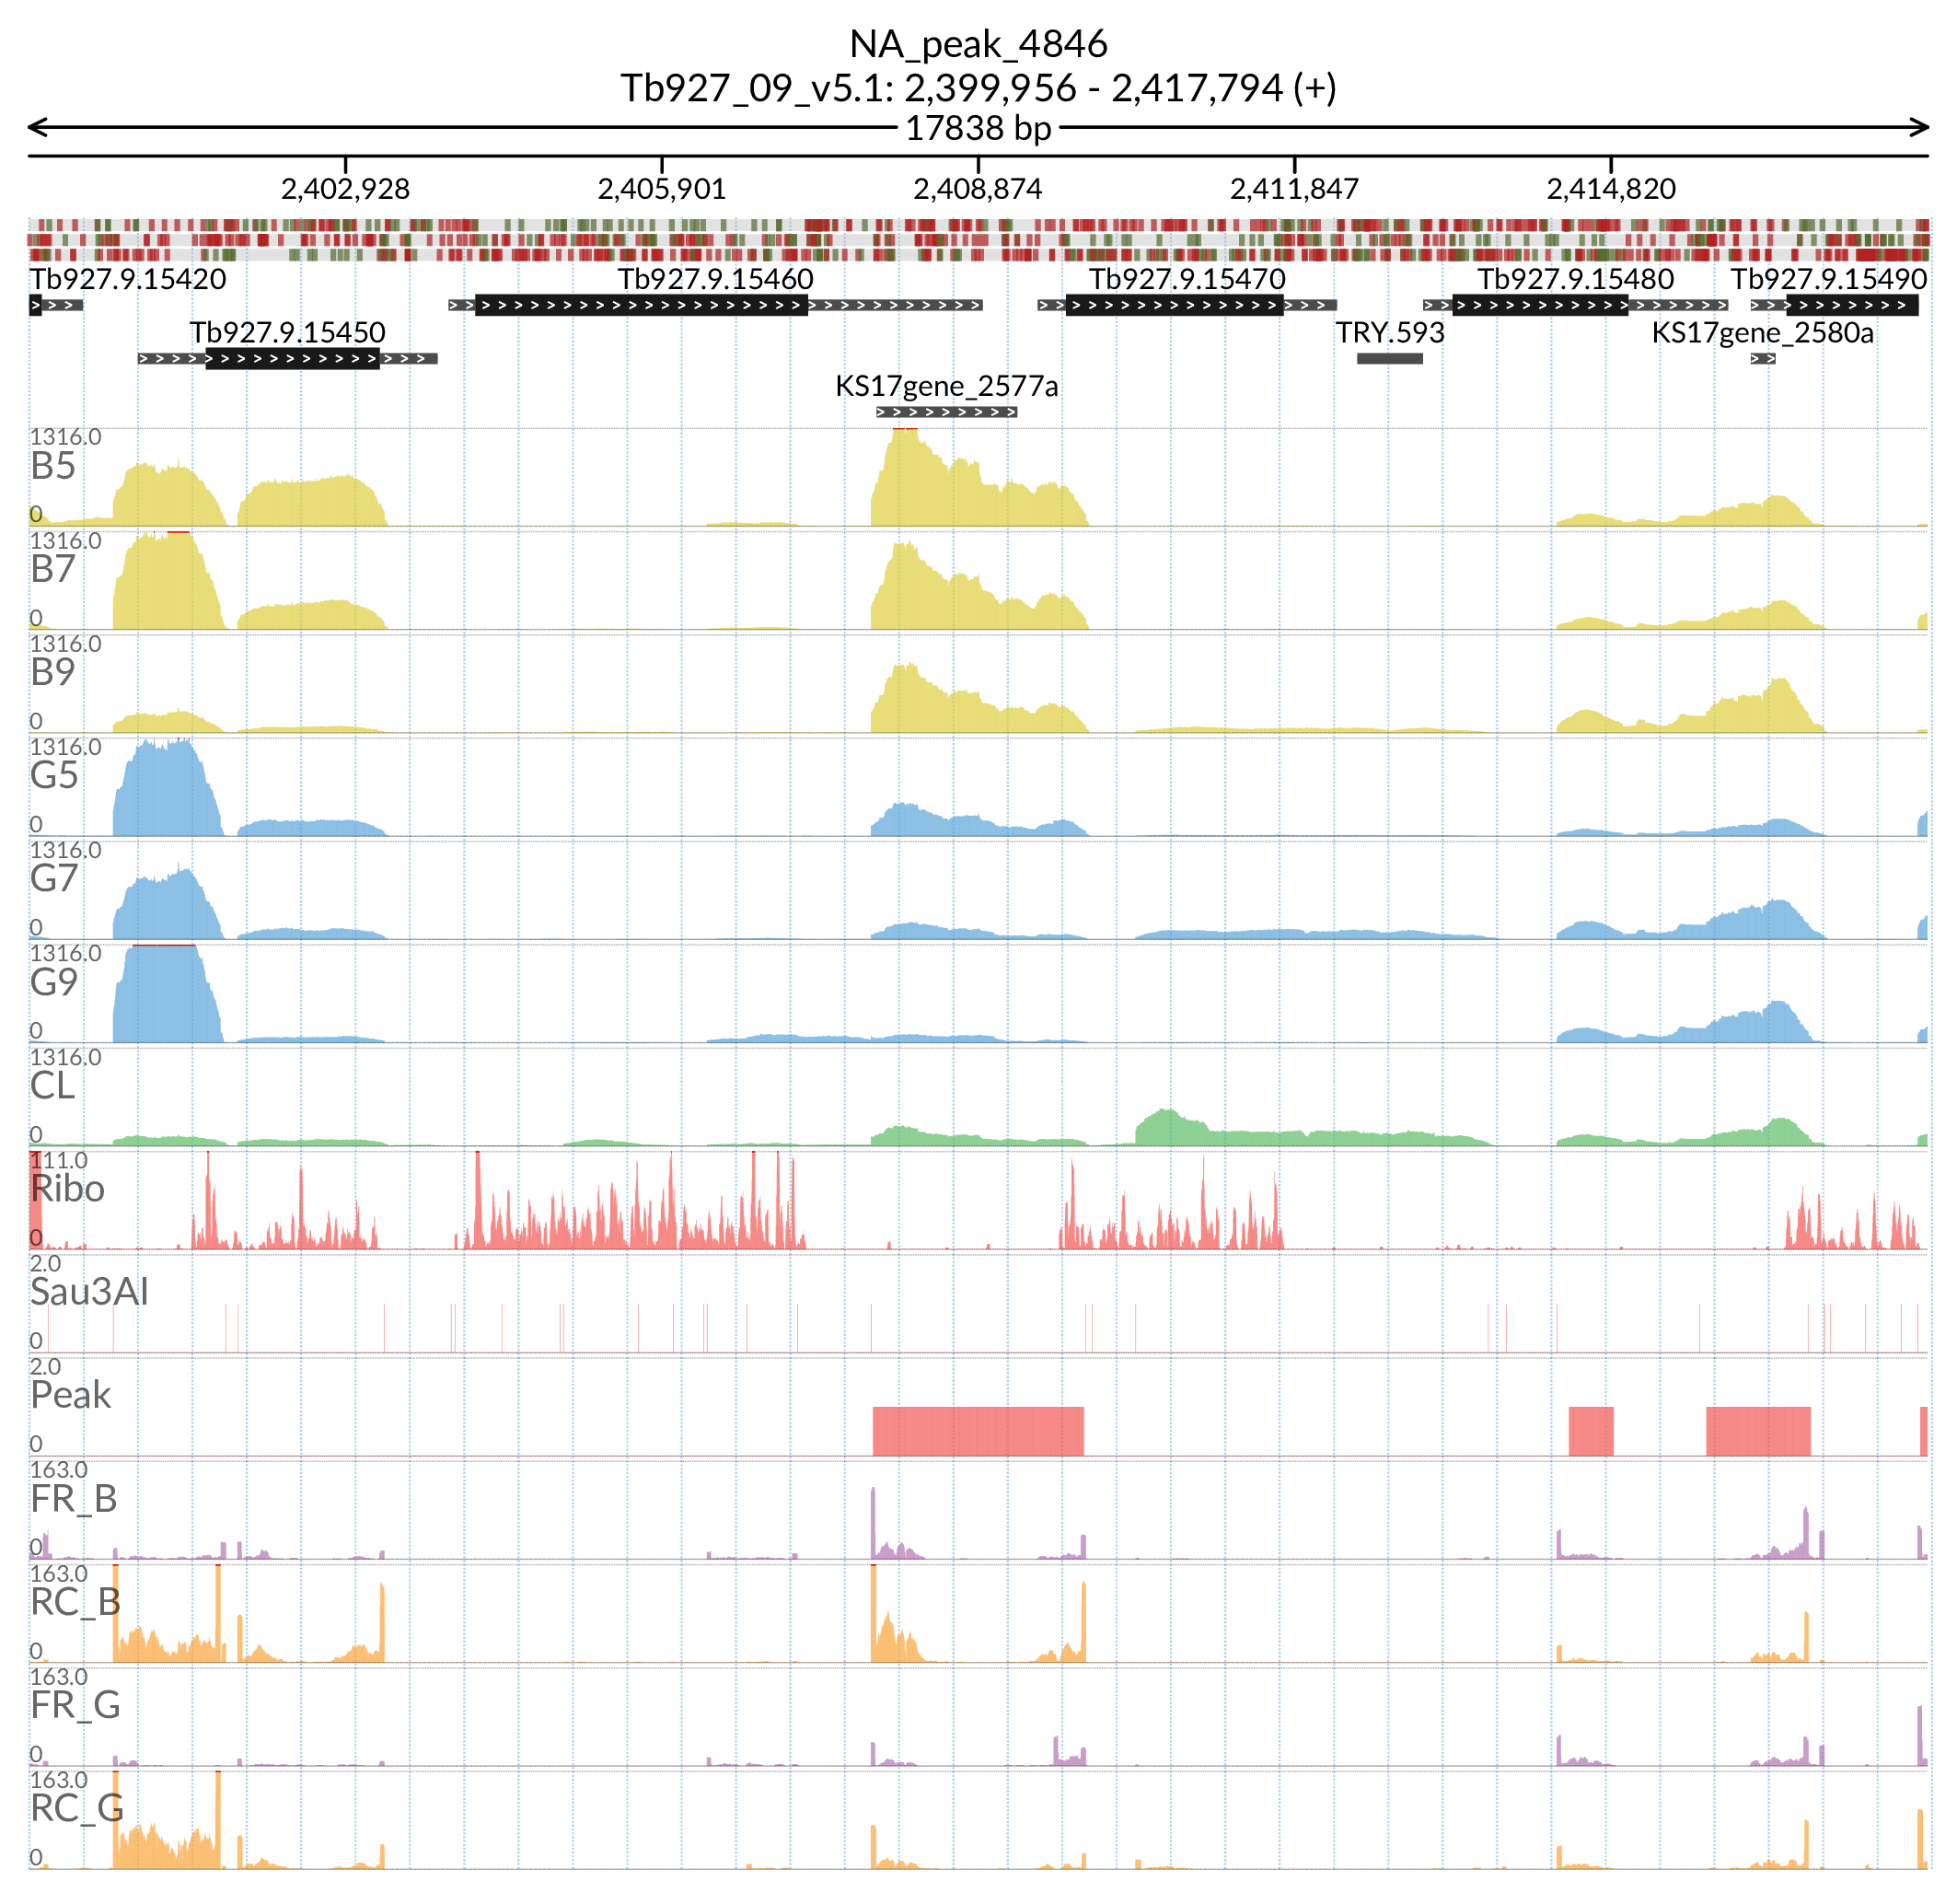 NA_peak_4846
Tb927_09_v5.1: 2,399,956 - 2,417,794 (+)
17838 bp
2,402,928 2,405,901 2,408,874 2,411,847 2,414,820
Tb927.9.15420 Tb927.9.15460 Tb927.9.15470 Tb927.9.15480 Tb927.9.15490
Tb927.9.15450 TRY.593 KS17gene_2580a
KS17gene_2577a
1316.0
B5
0
1316.0
B7
0
1316.0
B9
0
1316.0
G5
0
1316.0
G7
0
1316.0
G9
0
1316.0
CL
0
111.0
Ribo
0
2.0
Sau3AI
0
2.0
Peak
0
163.0
FR_B
0
163.0
RC_B
0
163.0
FR_G
0
163.0
RC_G
0